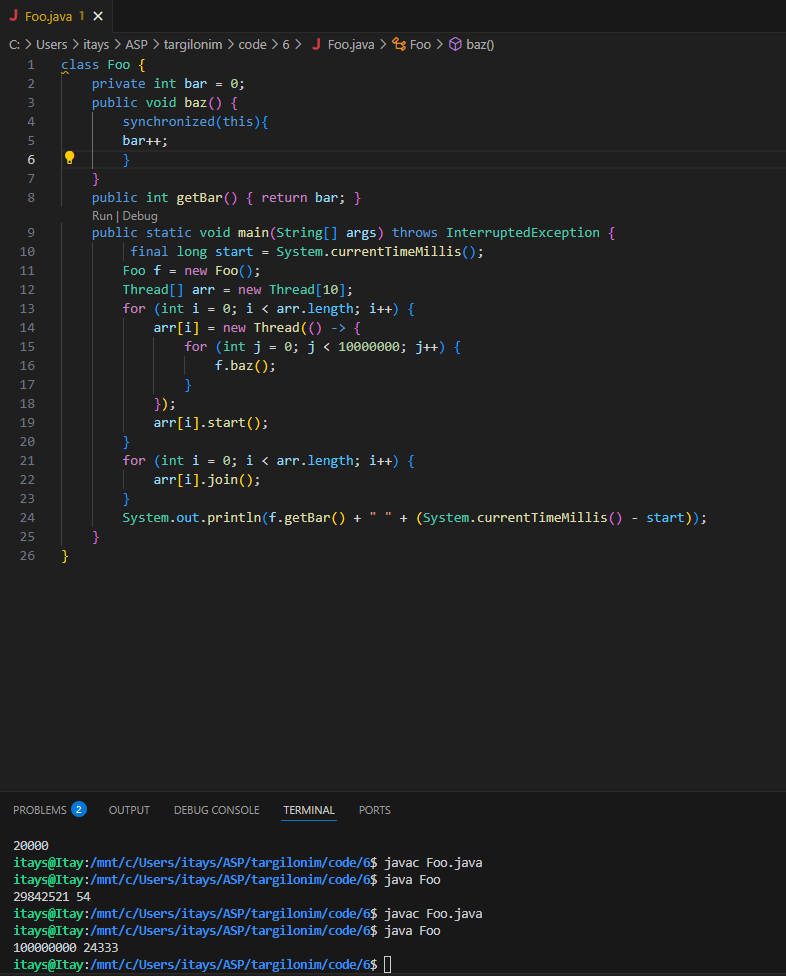 J Foo.java 1 ×
C: > Users > itays > ASP > targilonim > code > 6 > J Foo.java > Foo > baz()
1 class Foo {
2     private int bar = 0;
3     public void baz() {
4         synchronized(this){
5         bar++;
6         }
7     }
8     public int getBar() { return bar; }
Run | Debug
9     public static void main(String[] args) throws InterruptedException {
10         final long start = System.currentTimeMillis();
11         Foo f = new Foo();
12         Thread[] arr = new Thread[10];
13         for (int i = 0; i < arr.length; i++) {
14             arr[i] = new Thread(() -> {
15                 for (int j = 0; j < 10000000; j++) {
16                     f.baz();
17                 }
18             });
19             arr[i].start();
20         }
21         for (int i = 0; i < arr.length; i++) {
22             arr[i].join();
23         }
24         System.out.println(f.getBar() + " " + (System.currentTimeMillis() - start));
25     }
26 }
PROBLEMS 2 OUTPUT DEBUG CONSOLE TERMINAL PORTS
20000
itays@Itay:/mnt/c/Users/itays/ASP/targilonim/code/6$ javac Foo.java
itays@Itay:/mnt/c/Users/itays/ASP/targilonim/code/6$ java Foo
29842521 54
itays@Itay:/mnt/c/Users/itays/ASP/targilonim/code/6$ javac Foo.java
itays@Itay:/mnt/c/Users/itays/ASP/targilonim/code/6$ java Foo
100000000 24333
itays@Itay:/mnt/c/Users/itays/ASP/targilonim/code/6$